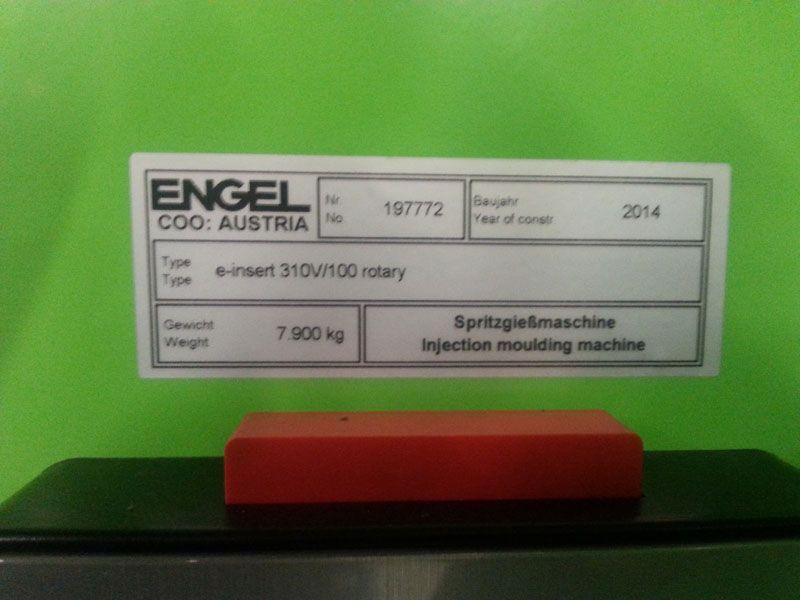 ENGEL
COO: AUSTRIA
Nr.
No.
197772
Baujahr
Year of constr.
2014
Type
Type
e-insert 310V/100 rotary
Gewicht
Weight
7.900 kg
Spritzgießmaschine
Injection moulding machine